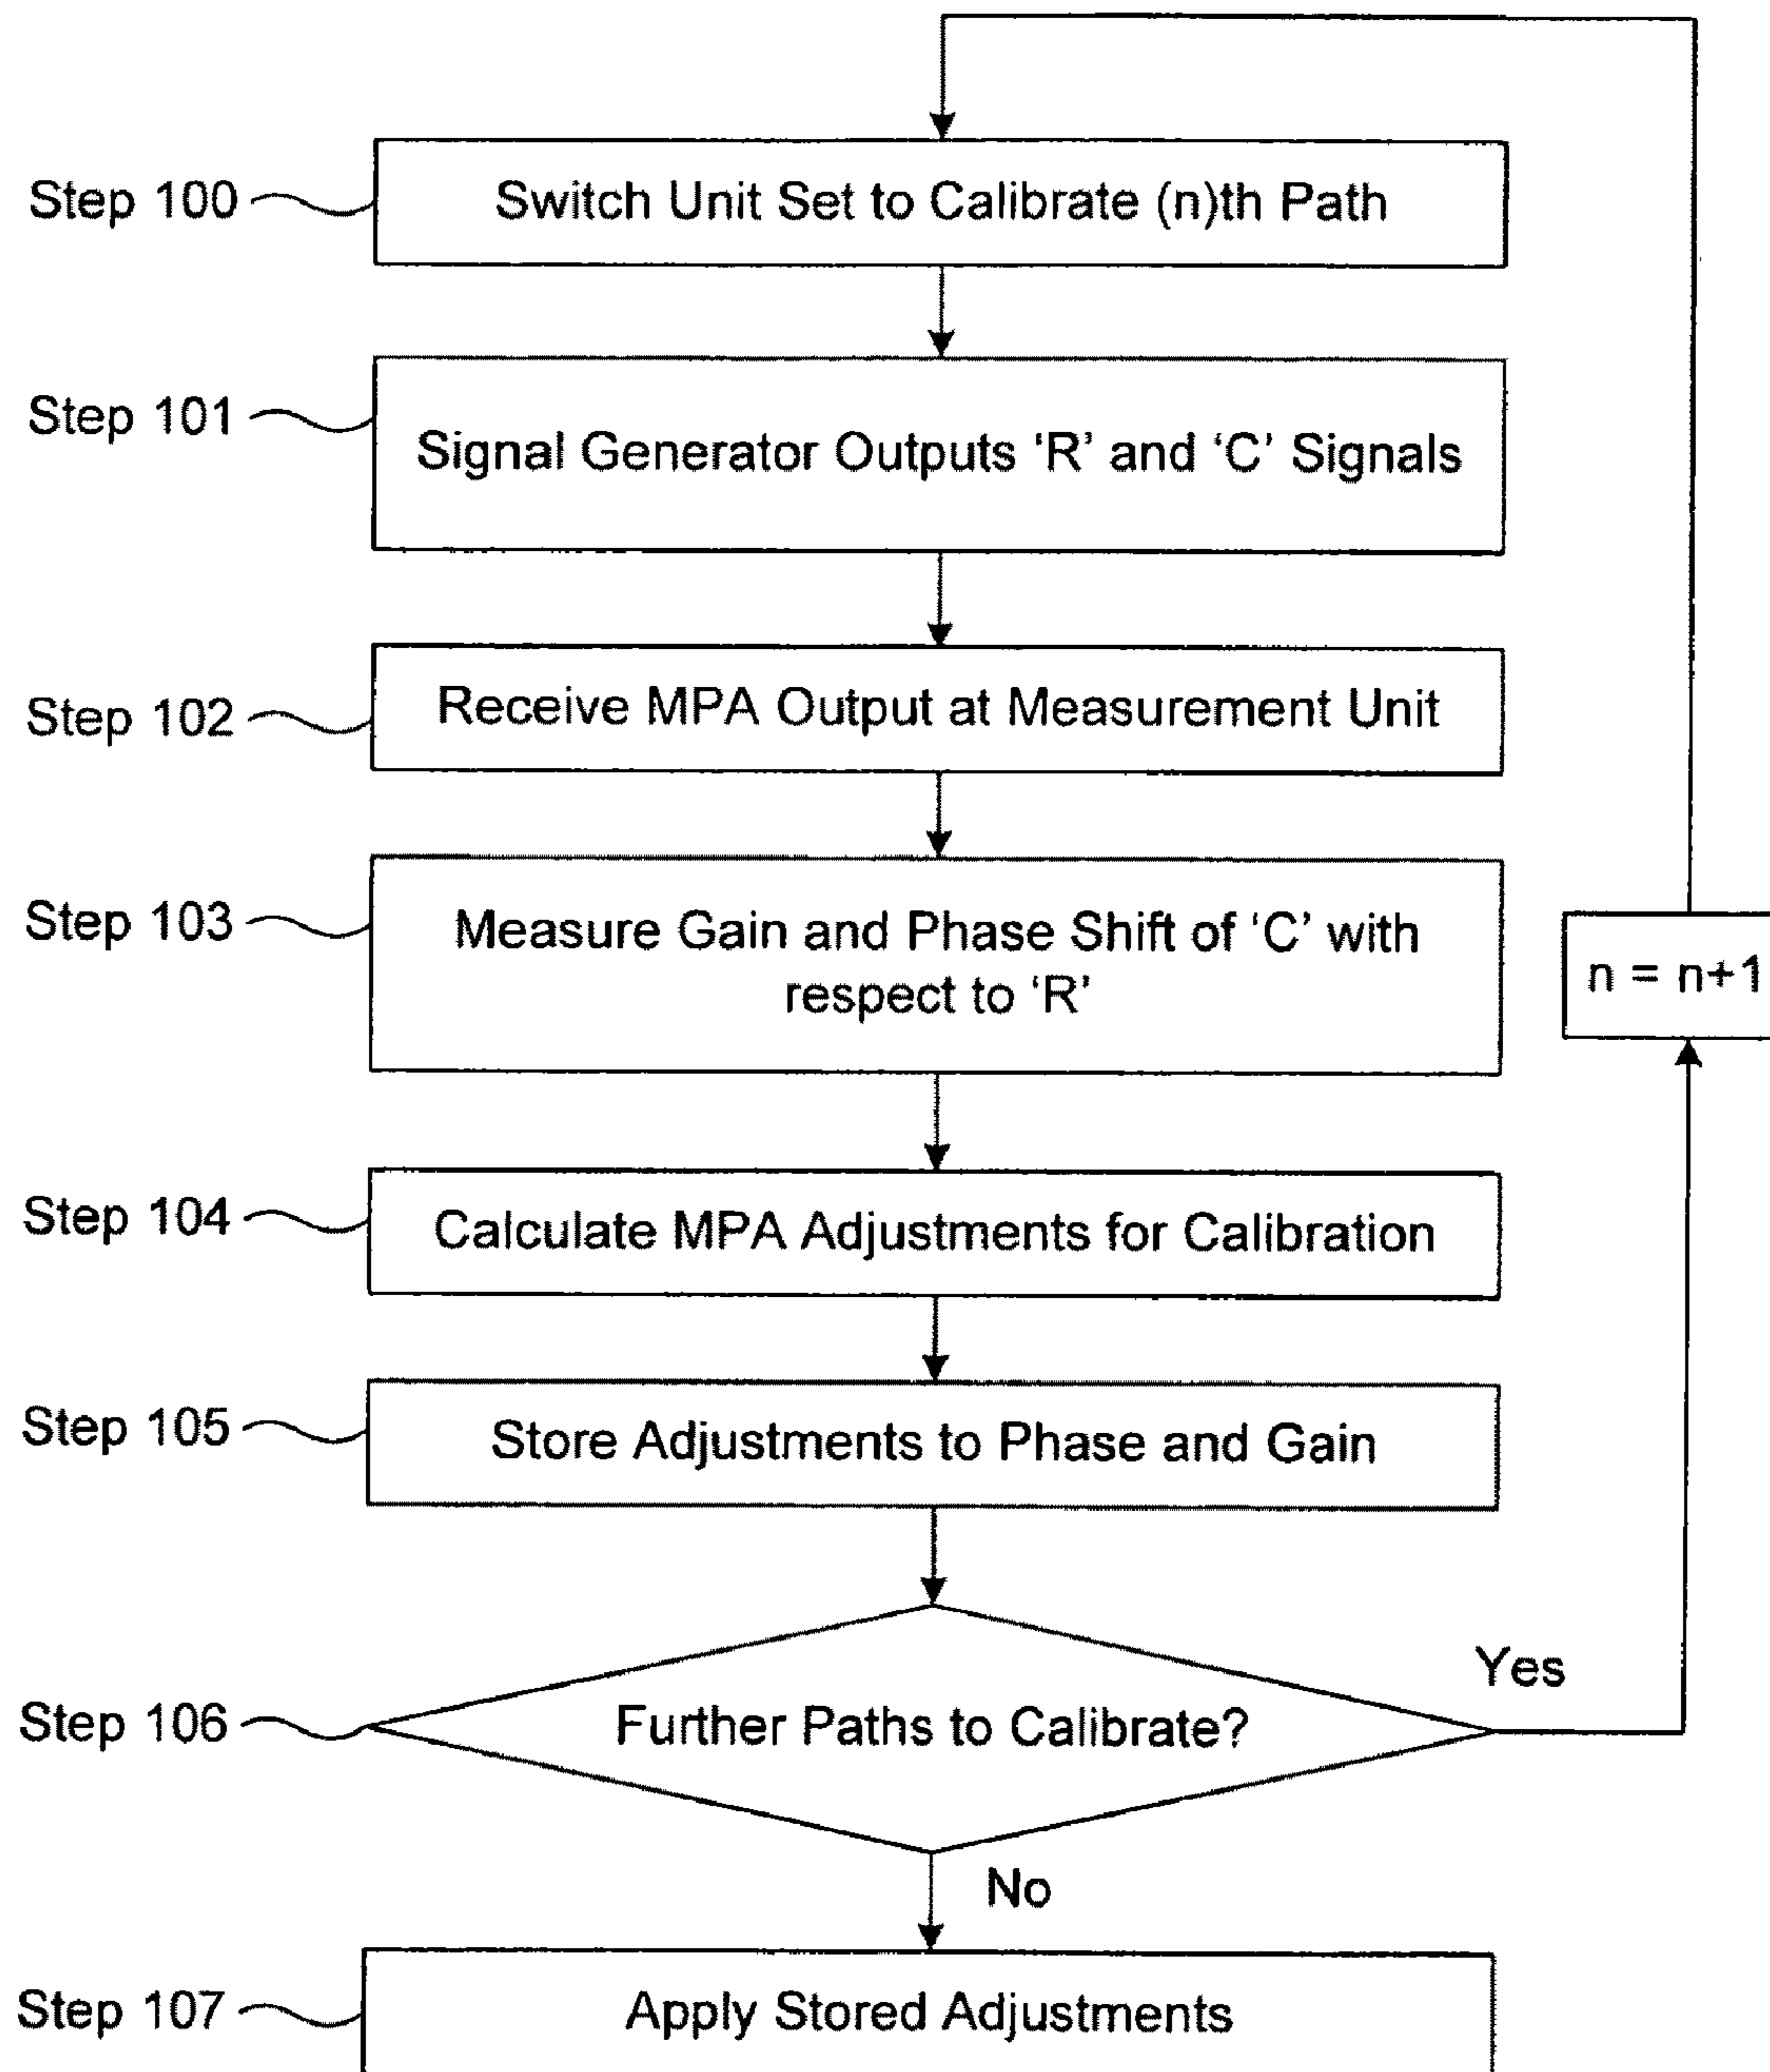 Step 100
Switch Unit Set to Calibrate (n)th Path
Step 101
Signal Generator Outputs ‘R’ and ‘C’ Signals
Step 102
Receive MPA Output at Measurement Unit
Step 103
Measure Gain and Phase Shift of ‘C’ with
respect to ‘R’
n = n+1
Step 104
Calculate MPA Adjustments for Calibration
Step 105
Store Adjustments to Phase and Gain
Step 106
Further Paths to Calibrate?
Yes
No
Step 107
Apply Stored Adjustments